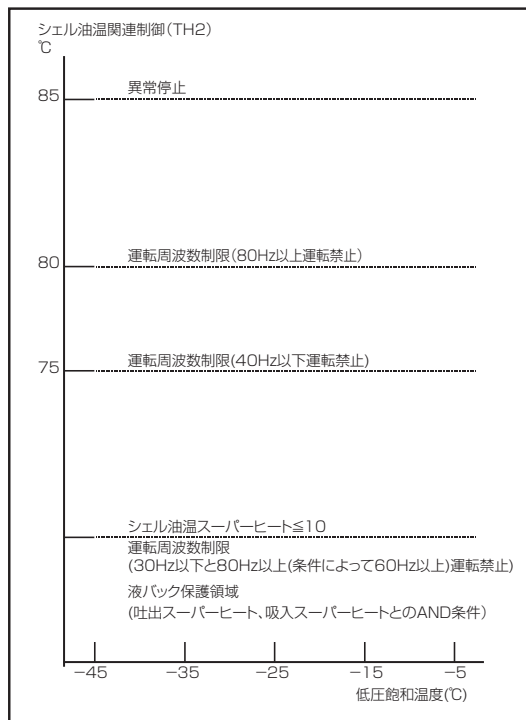 シェル油温関連制御(TH2)
℃
85
異常停止
80
運転周波数制限(80Hz以上運転禁止)
75
運転周波数制限(40Hz以下運転禁止)
シェル油温スーパーヒート≦10
運転周波数制限
(30Hz以下と80Hz以上(条件によって60Hz以上)運転禁止)
液バック保護領域
(吐出スーパーヒート、吸入スーパーヒートとのAND条件)
−45 −35 −25 −15 −5
低圧飽和温度(℃)